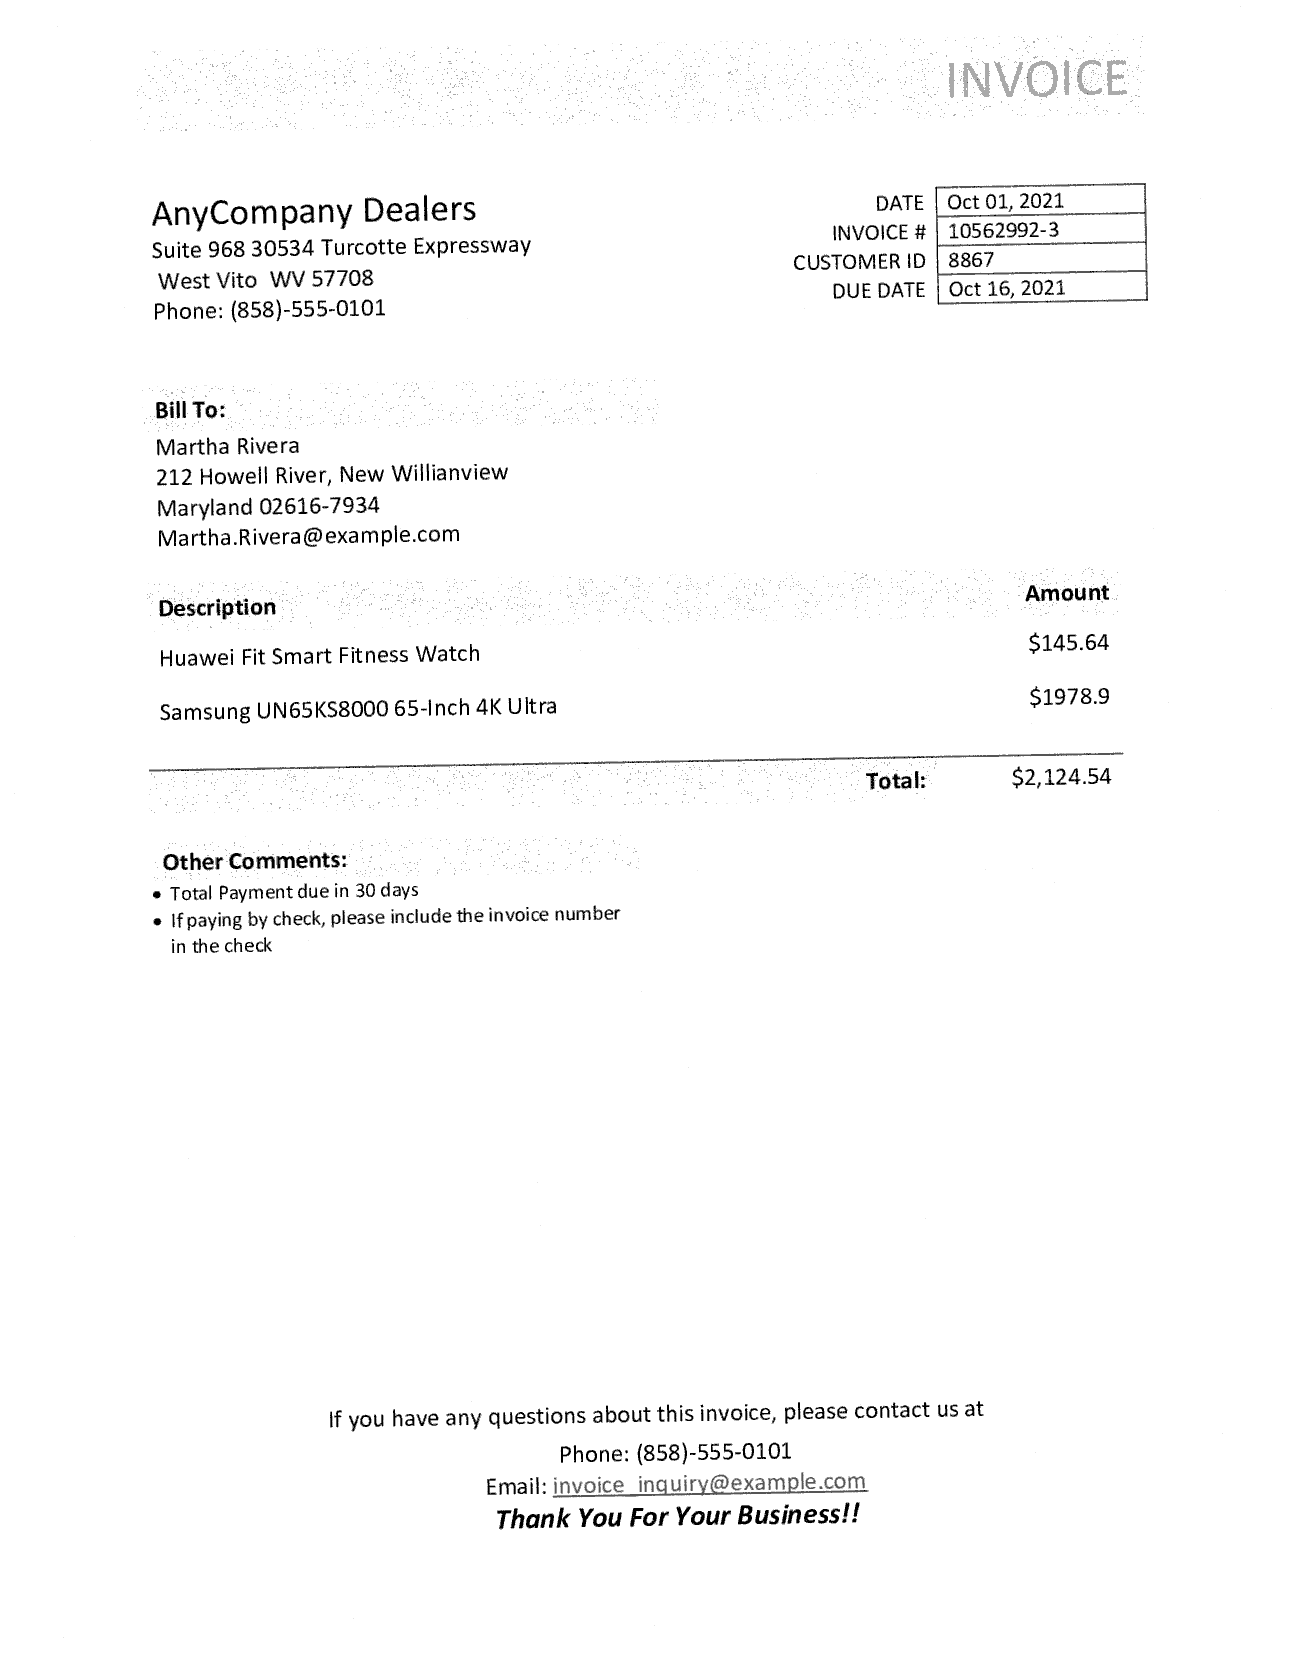 INVOICE
AnyCompany Dealers
Suite 968 30534 Turcotte Expressway
West Vito WV 57708
Phone: (858)-555-0101
DATE Oct 01, 2021
INVOICE # 10562992-3
CUSTOMER ID 8867
DUE DATE Oct 16, 2021
Bill To:
Martha Rivera
212 Howell River, New Willianview
Maryland 02616-7934
Martha.Rivera@example.com
Description Amount
Huawei Fit Smart Fitness Watch $145.64
Samsung UN65KS8000 65-Inch 4K Ultra $1978.9
Total: $2,124.54
Other Comments:
• Total Payment due in 30 days
• If paying by check, please include the invoice number
in the check
If you have any questions about this invoice, please contact us at
Phone: (858)-555-0101
Email: invoice_inquiry@example.com
Thank You For Your Business!!